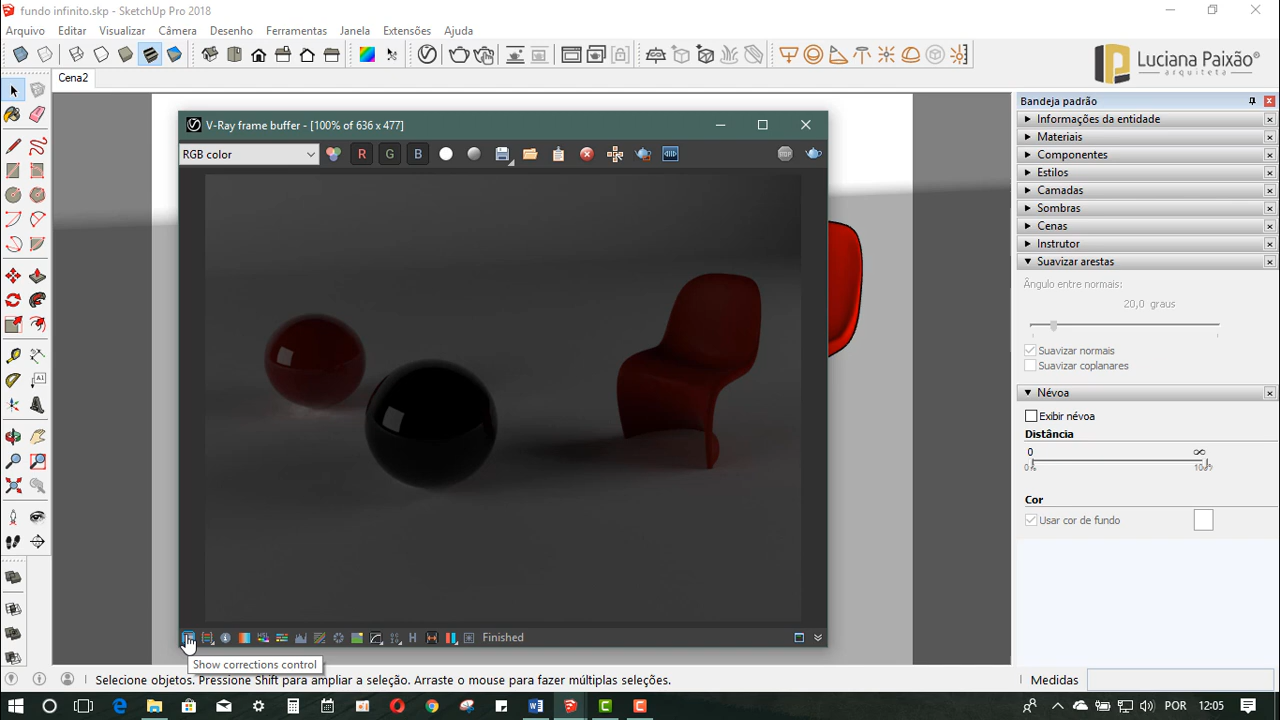 fundo infinito.skp - SketchUp Pro 2018
Arquivo Editar Visualizar Câmera Desenho Ferramentas Janela Extensões Ajuda
Luciana Paixão®
arquiteta
Cena2
Bandeja padrão
V-Ray frame buffer - [100% of 636 x 477]
RGB color
R G B
STOP
Informações da entidade
Materiais
Componentes
Estilos
Camadas
Sombras
Cenas
Instrutor
Suavizar arestas
Ângulo entre normais:
20,0 graus
Suavizar normais
Suavizar coplanares
Névoa
Exibir névoa
Distância
0 ∞
Cor
Usar cor de fundo
H Finished
Show corrections control
Selecione objetos. Pressione Shift para ampliar a seleção. Arraste o mouse para fazer múltiplas seleções.
Medidas
POR 12:05